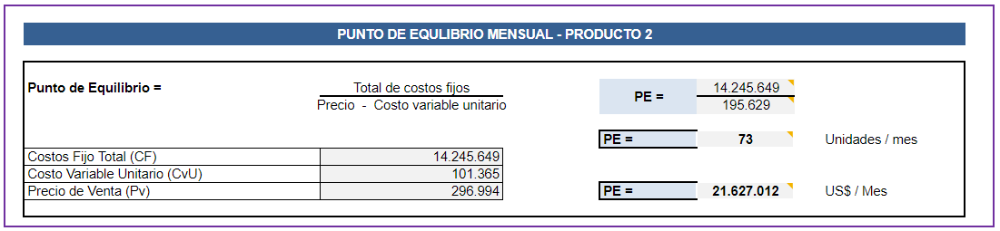 PUNTO DE EQULIBRIO MENSUAL - PRODUCTO 2
Punto de Equilibrio =
Total de costos fijos
Precio - Costo variable unitario
PE =
14.245.649
195.629
PE = 73 Unidades / mes
Costos Fijo Total (CF) 14.245.649
Costo Variable Unitario (CvU) 101.365
Precio de Venta (Pv) 296.994
PE = 21.627.012 US$ / Mes